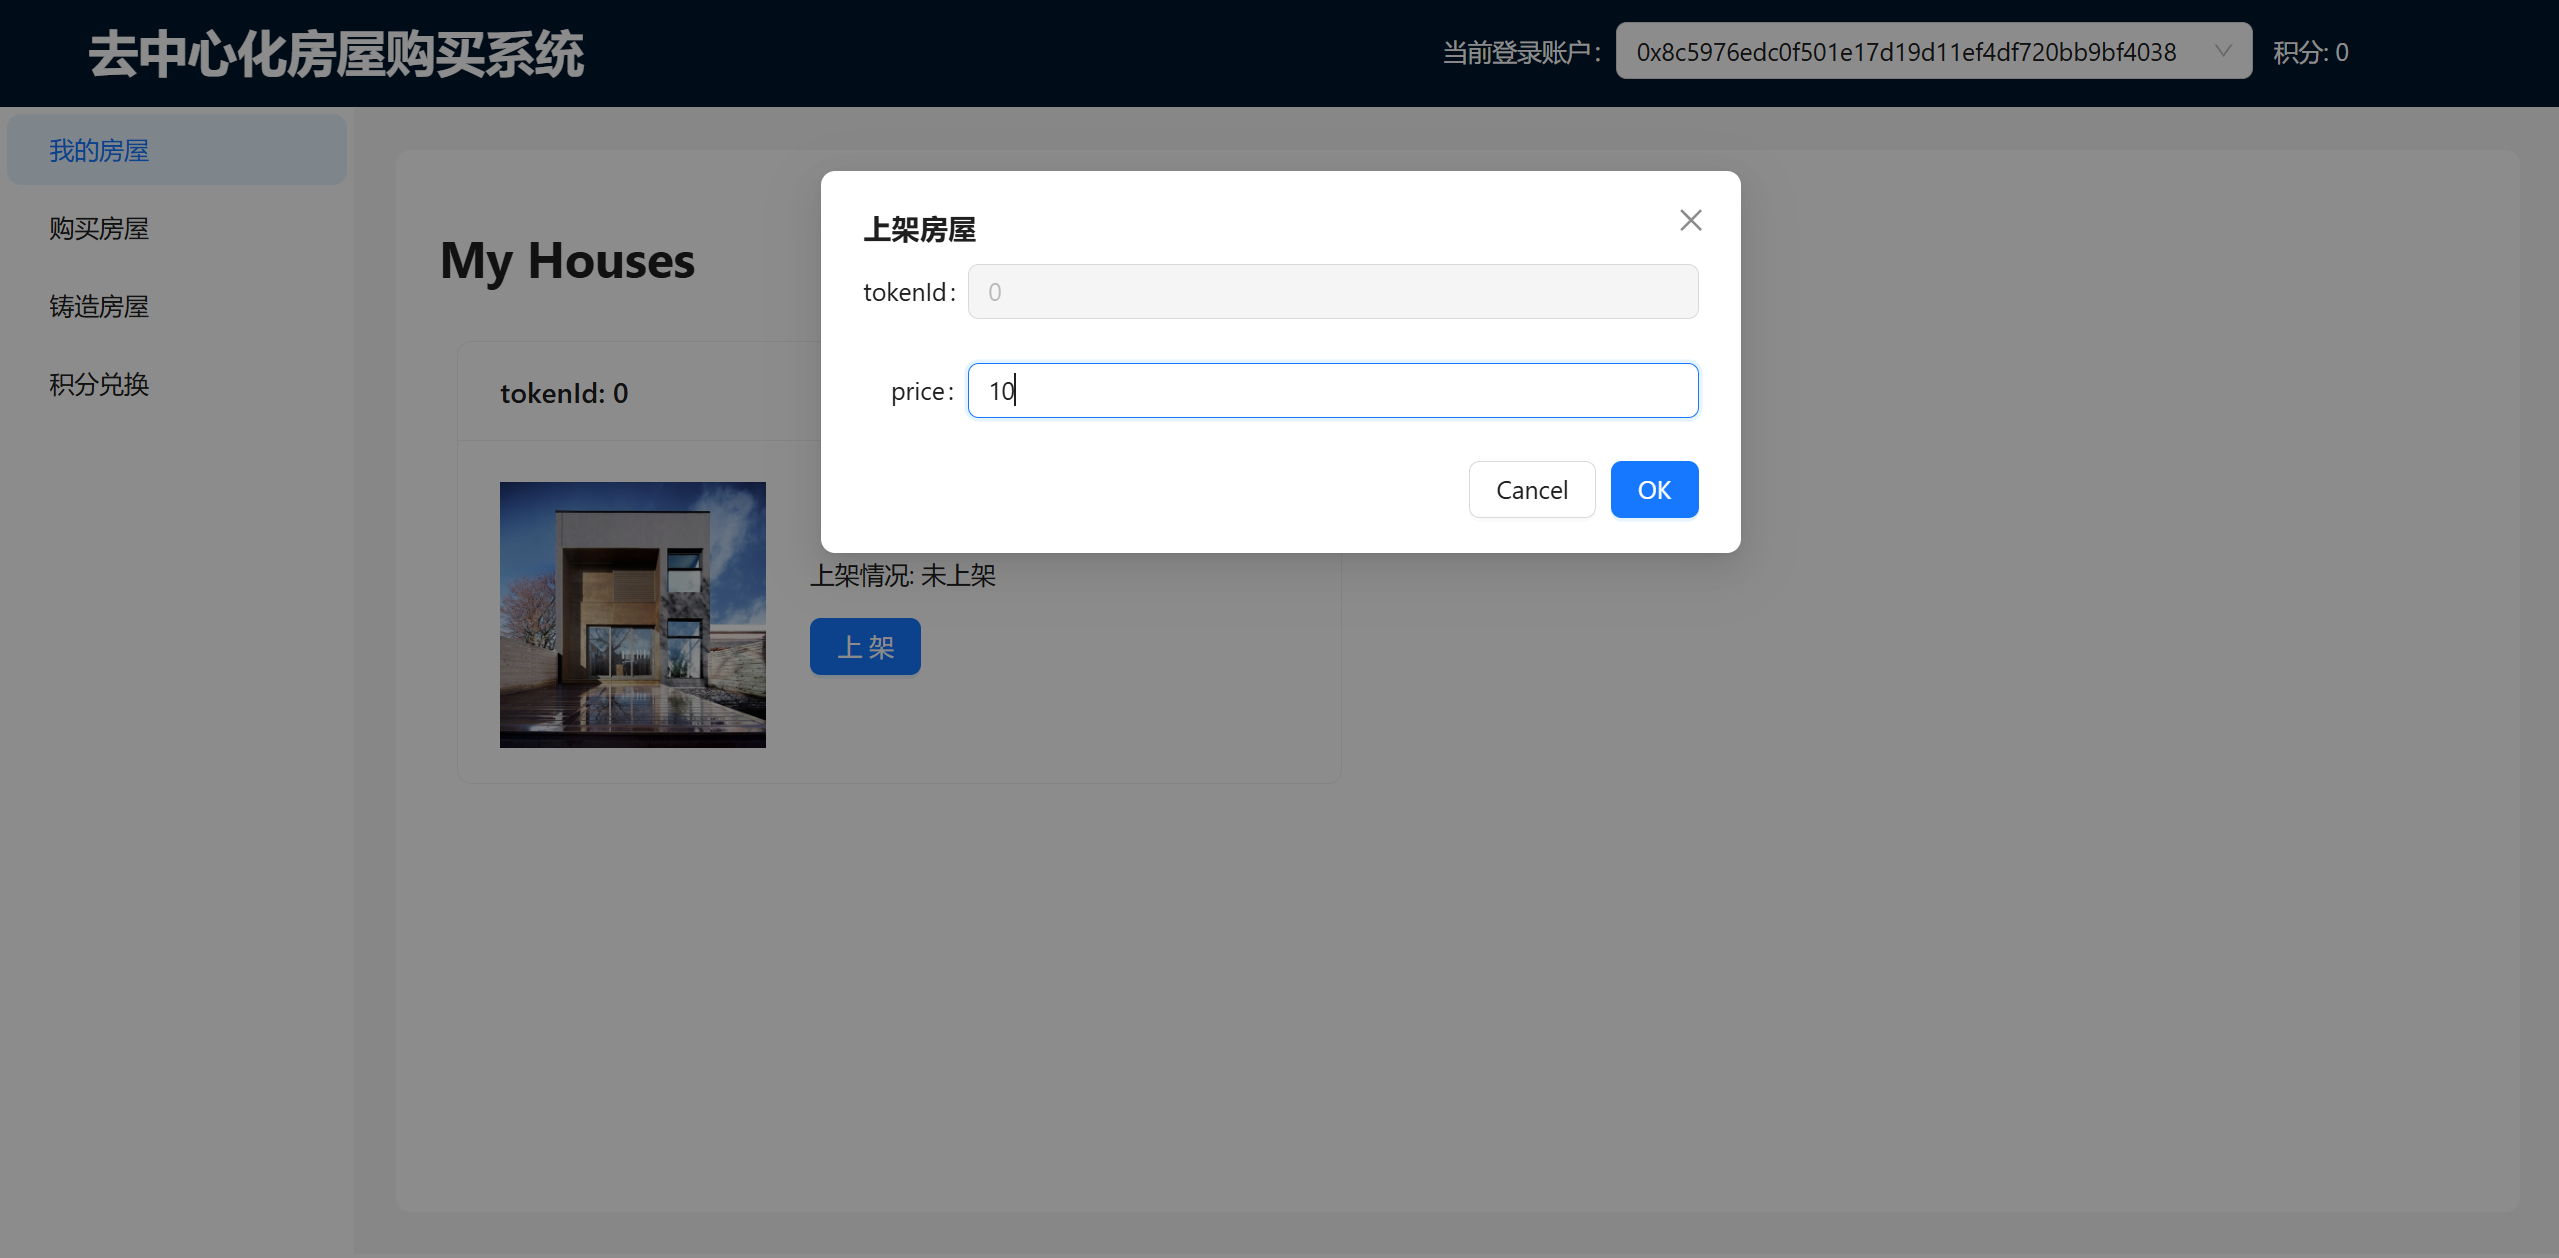 去中心化房屋购买系统
当前登录账户： 0x8c5976edc0f501e17d19d11ef4df720bb9bf4038 积分: 0
我的房屋
购买房屋
铸造房屋
积分兑换
My Houses
tokenId: 0
上架情况: 未上架
上 架
上架房屋
tokenId : 0
price : 10
Cancel OK